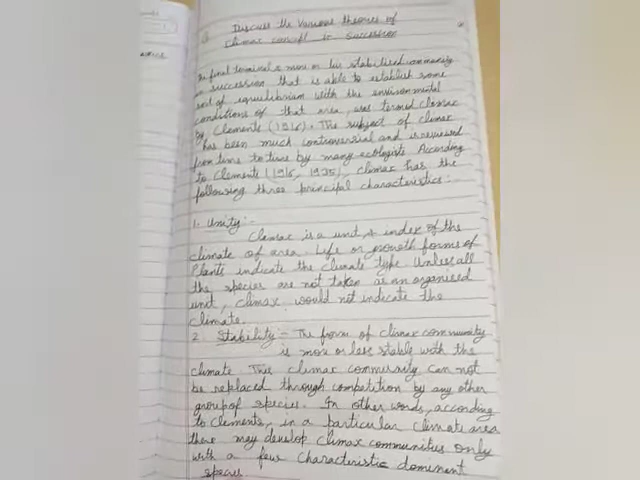 Discuss the various theories of
climax concept in succession
The final terminal & more or less stabilised community
in succession that is able to establish some
sort of equilibrium with the environmental
conditions of that area, was termed climax
by Clements (1916). The subject of climax
has been much controversial and is reviewed
from time to time by many ecologists. According
to Clements (1916, 1935), climax has the
following three principal characteristics:-
1. Unity:-
Climax is a unit, & index of the
climate of area. Life or growth forms of
Plants indicate the climate type. Unless all
the species are not taken as an organised
unit, climax would not indicate the
climate.
2. Stability:- The form of climax community
is more or less stably with the
climate. This climax community can not
be replaced through competition by any other
group of species. In other words, according
to Clements, in a particular climate area
there may develop climax communities only
with a few characteristic dominant
species